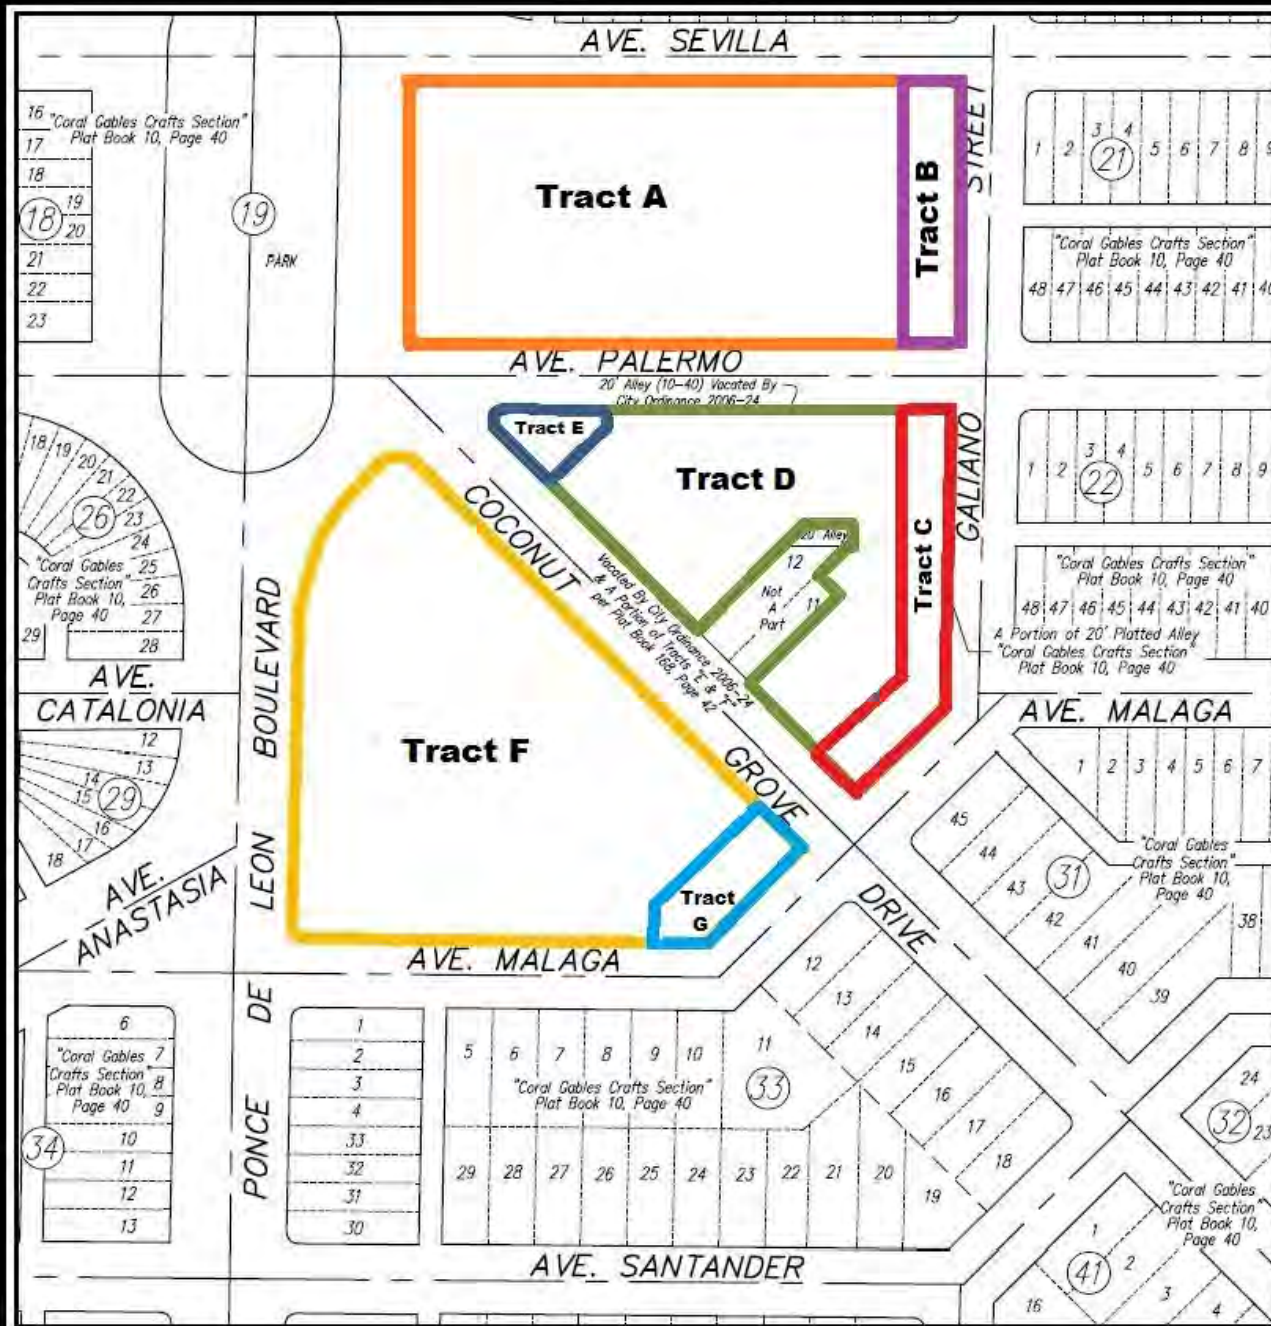 AVE. SEVILLA
16
17
18
19
20
21
22
23
18
"Coral Gables Crafts Section"
Plat Book 10, Page 40
19
PARK
Tract A
Tract B
STREET
1 2 3 4 5 6 7 8 9
21
"Coral Gables Crafts Section"
Plat Book 10, Page 40
48 47 46 45 44 43 42 41 40
AVE. PALERMO
20' Alley (10-40) Vacated By
City Ordinance 2006-24
Tract E
Tract D
Tract C
GALIANO
20' Alley
12
Not
A
Part
11
18 19 20
21
22
23
24
25
26
27
28
29
26
"Coral Gables
Crafts Section"
Plat Book 10,
Page 40
1 2 3 4 5 6 7 8 9
22
"Coral Gables Crafts Section"
Plat Book 10, Page 40
48 47 46 45 44 43 42 41 40
A Portion of 20' Platted Alley
"Coral Gables Crafts Section"
Plat Book 10, Page 40
COCONUT
GROVE
DRIVE
Vacated By City Ordinance 2006-24
& A Portion of Tracts "E" & "F"
per Plat Book 168, Page 42
AVE.
CATALONIA
12
13
14
15
16
17
18
29
AVE.
ANASTASIA
PONCE DE LEON BOULEVARD
Tract F
Tract
G
AVE. MALAGA
AVE. MALAGA
1 2 3 4 5 6 7
45
44
43
42
41
40
39
38
31
"Coral Gables
Crafts Section"
Plat Book 10,
Page 40
6
7
8
9
10
11
12
13
34
"Coral Gables
Crafts Section"
Plat Book 10,
Page 40
1
2
3
4
33
32
31
30
5 6 7 8 9 10 11
12
13
14
15
16
17
18
19
33
"Coral Gables Crafts Section"
Plat Book 10, Page 40
29 28 27 26 25 24 23 22 21 20
24
23
32
"Coral Gables
Crafts Section"
Plat Book 10,
Page 40
1
2
3
4
16
41
AVE. SANTANDER